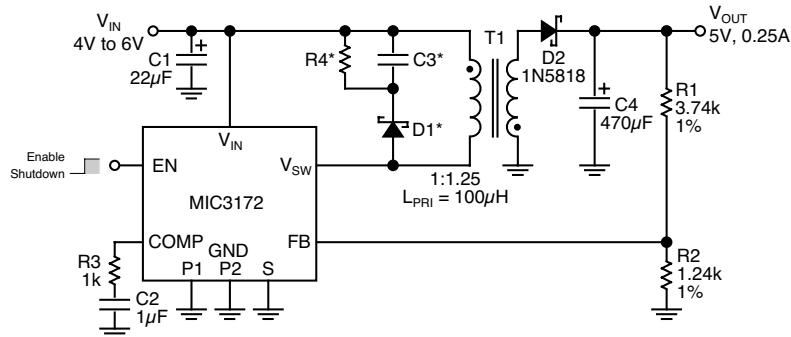 VIN
4V to 6V
C1
22µF
R4*
C3*
D1*
T1
1:1.25
LPRI = 100µH
D2
1N5818
VOUT
5V, 0.25A
C4
470µF
R1
3.74k
1%
Enable
Shutdown
EN
VIN
VSW
MIC3172
COMP
GND
FB
P1 P2 S
R3
1k
C2
1µF
R2
1.24k
1%